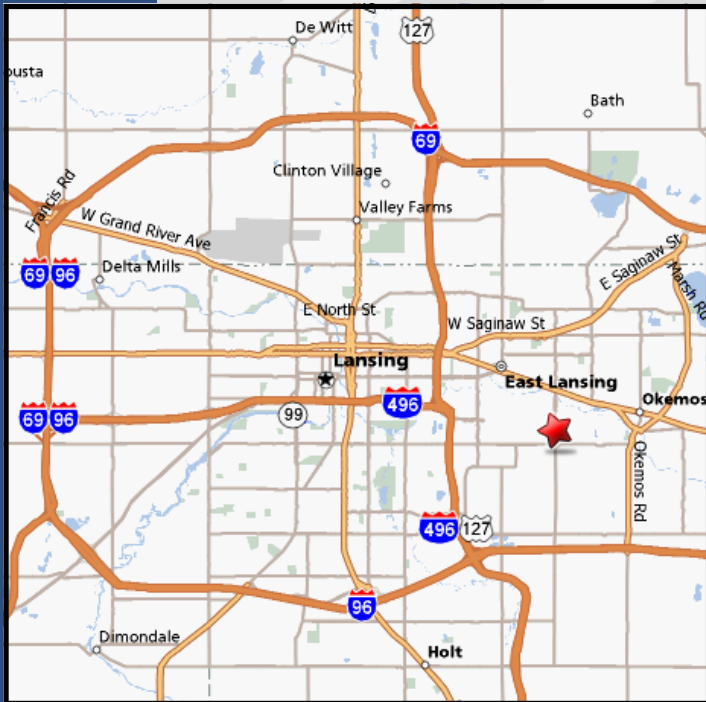 De Witt
127
ousta
Bath
69
Clinton Village
Francis Rd
Valley Farms
W Grand River Ave
E Saginaw St
69 96
Delta Mills
Marsh Rd
E North St
W Saginaw St
Lansing
East Lansing
Okemos
496
99
69 96
Okemos Rd
496
127
96
Dimondale
Holt